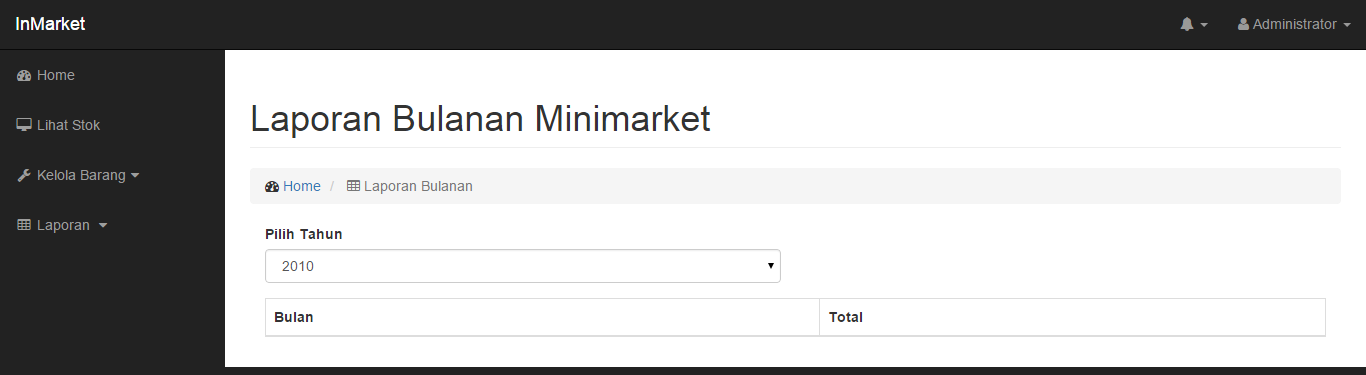 InMarket
Administrator
Home
Lihat Stok
Kelola Barang
Laporan
Laporan Bulanan Minimarket
Home / Laporan Bulanan
Pilih Tahun
2010
Bulan Total